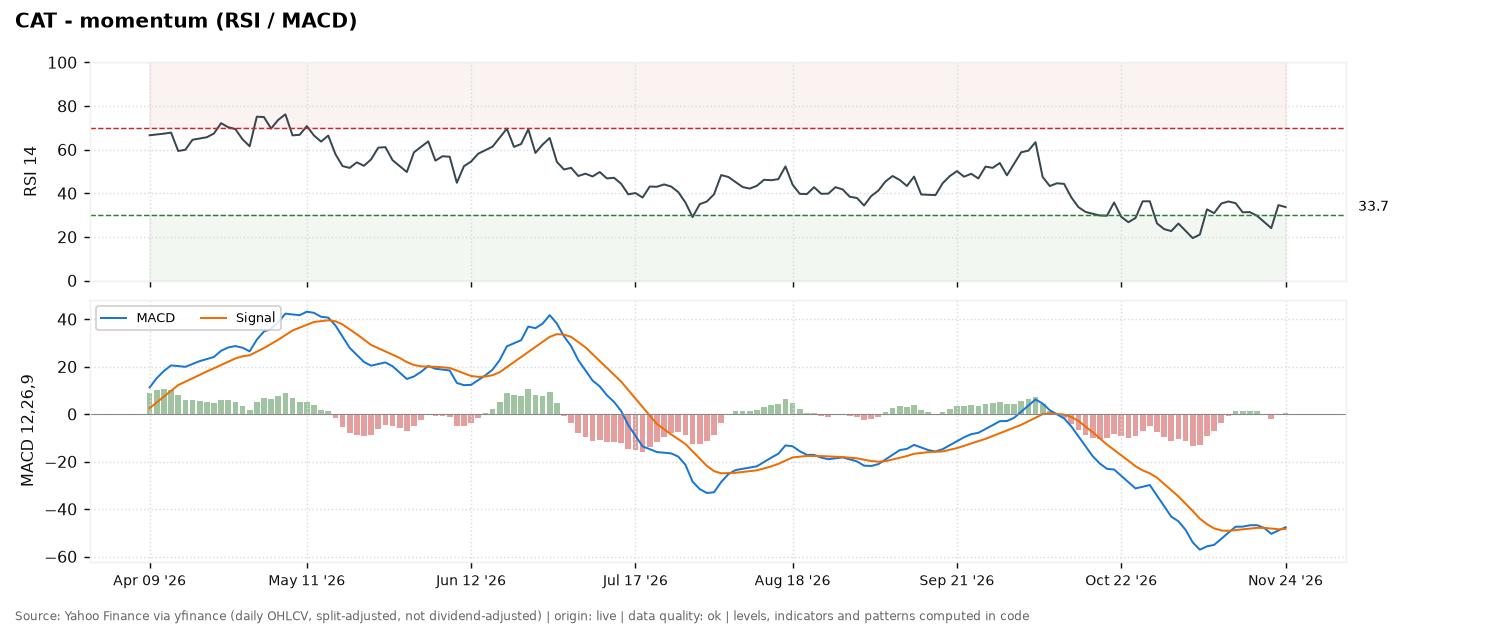 CAT - momentum (RSI / MACD)
100
80
60
40
20
0
RSI 14
33.7
MACD
Signal
40
20
0
−20
−40
−60
MACD 12,26,9
Apr 09 '26
May 11 '26
Jun 12 '26
Jul 17 '26
Aug 18 '26
Sep 21 '26
Oct 22 '26
Nov 24 '26
Source: Yahoo Finance via yfinance (daily OHLCV, split-adjusted, not dividend-adjusted) | origin: live | data quality: ok | levels, indicators and patterns computed in code